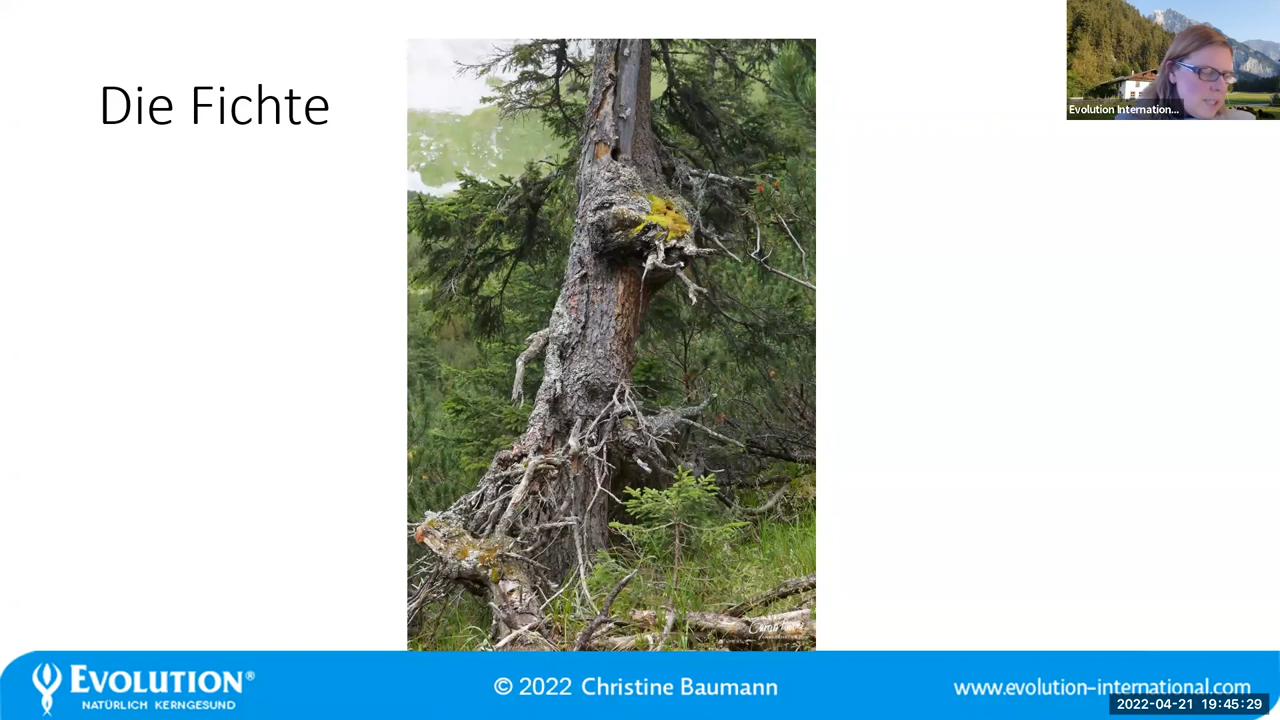 Die Fichte
Evolution Internation...
EVOLUTION®
NATÜRLICH KERNGESUND
© 2022 Christine Baumann
www.evolution-international.com
2022-04-21 19:45:29